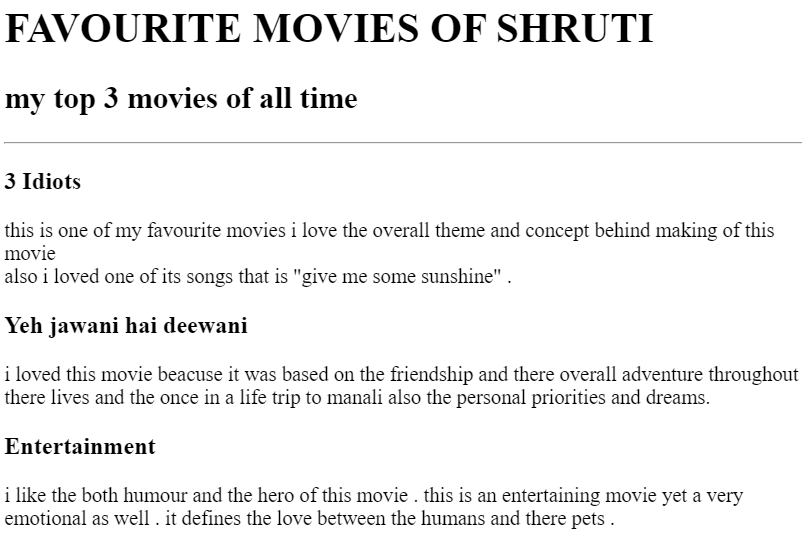 FAVOURITE MOVIES OF SHRUTI
my top 3 movies of all time
3 Idiots
this is one of my favourite movies i love the overall theme and concept behind making of this
movie
also i loved one of its songs that is "give me some sunshine" .
Yeh jawani hai deewani
i loved this movie beacuse it was based on the friendship and there overall adventure throughout
there lives and the once in a life trip to manali also the personal priorities and dreams.
Entertainment
i like the both humour and the hero of this movie . this is an entertaining movie yet a very
emotional as well . it defines the love between the humans and there pets .